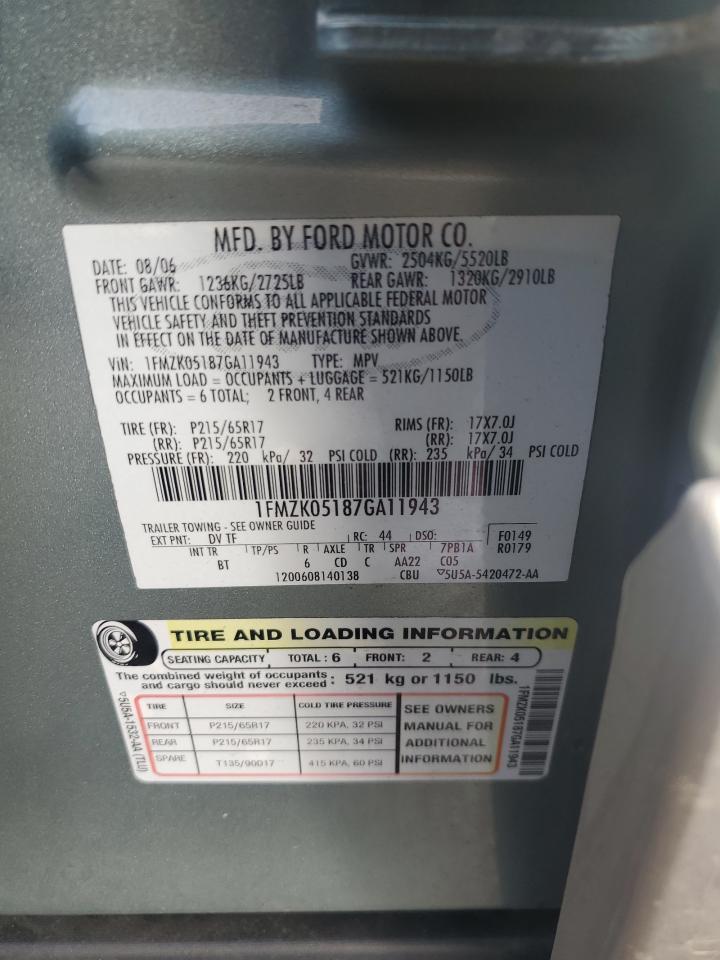 MFD. BY FORD MOTOR CO.
DATE: 08/06 GVWR: 2504KG/5520LB
FRONT GAWR: 1236KG/2725LB REAR GAWR: 1320KG/2910LB
THIS VEHICLE CONFORMS TO ALL APPLICABLE FEDERAL MOTOR
VEHICLE SAFETY AND THEFT PREVENTION STANDARDS
IN EFFECT ON THE DATE OF MANUFACTURE SHOWN ABOVE.
VIN: 1FMZK05187GA11943 TYPE: MPV
MAXIMUM LOAD = OCCUPANTS + LUGGAGE = 521KG/1150LB
OCCUPANTS = 6 TOTAL; 2 FRONT, 4 REAR
TIRE (FR): P215/65R17 RIMS (FR): 17X7.0J
(RR): P215/65R17 (RR): 17X7.0J
PRESSURE (FR): 220 kPa/ 32 PSI COLD (RR): 235 kPa/ 34 PSI COLD
1FMZK05187GA11943
TRAILER TOWING - SEE OWNER GUIDE
EXT PNT: DV TF RC: 44 DSO: F0149
INT TR TP/PS R AXLE TR SPR 7PB1A R0179
BT 6 CD C AA22 C05
1200608140138 CBU ▽5U5A-5420472-AA
TIRE AND LOADING INFORMATION
SEATING CAPACITY TOTAL : 6 FRONT: 2 REAR: 4
The combined weight of occupants and cargo should never exceed : 521 kg or 1150 lbs.
TIRE SIZE COLD TIRE PRESSURE
FRONT P215/65R17 220 KPA, 32 PSI
REAR P215/65R17 235 KPA, 34 PSI
SPARE T135/90D17 415 KPA, 60 PSI
SEE OWNERS
MANUAL FOR
ADDITIONAL
INFORMATION
▽5U5A-1532-AA (TLI)
1FMZK05187GA11943